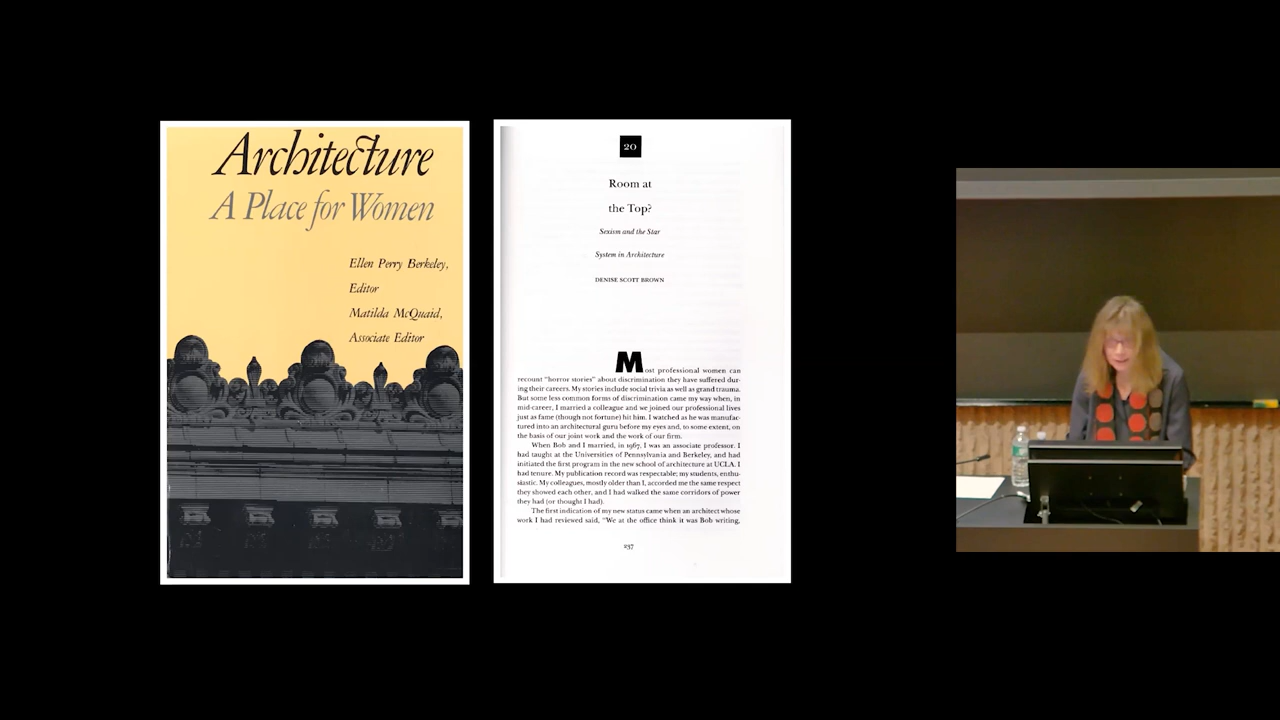 Architecture
A Place for Women
Ellen Perry Berkeley,
Editor
Matilda McQuaid,
Associate Editor
20
Room at
the Top?
Sexism and the Star
System in Architecture
DENISE SCOTT BROWN
Most professional women can
recount "horror stories" about discrimination they have suffered dur-
ing their careers. My stories include social trivia as well as grand trauma.
But some less common forms of discrimination came my way when, in
mid-career, I married a colleague and we joined our professional lives
just as fame (though not fortune) hit him. I watched as he was manufac-
tured into an architectural guru before my eyes and, to some extent, on
the basis of our joint work and the work of our firm.
When Bob and I married, in 1967, I was an associate professor. I
had taught at the Universities of Pennsylvania and Berkeley, and had
initiated the first program in the new school of architecture at UCLA. I
had tenure. My publication record was respectable; my students, enthu-
siastic. My colleagues, mostly older than I, accorded me the same respect
they showed each other, and I had walked the same corridors of power
they had (or thought I had).
The first indication of my new status came when an architect whose
work I had reviewed said, "We at the office think it was Bob writing,
237